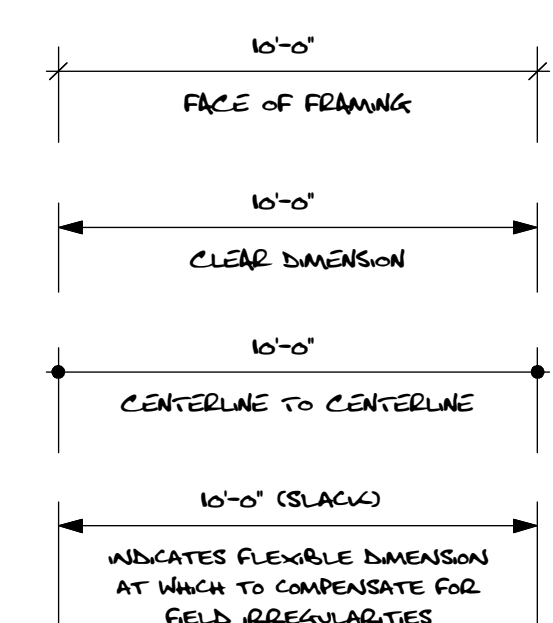 10'-0"
FACE OF FRAMING
10'-0"
CLEAR DIMENSION
10'-0"
CENTERLINE TO CENTERLINE
10'-0" (SLACK)
INDICATES FLEXIBLE DIMENSION
AT WHICH TO COMPENSATE FOR
FIELD IRREGULARITIES